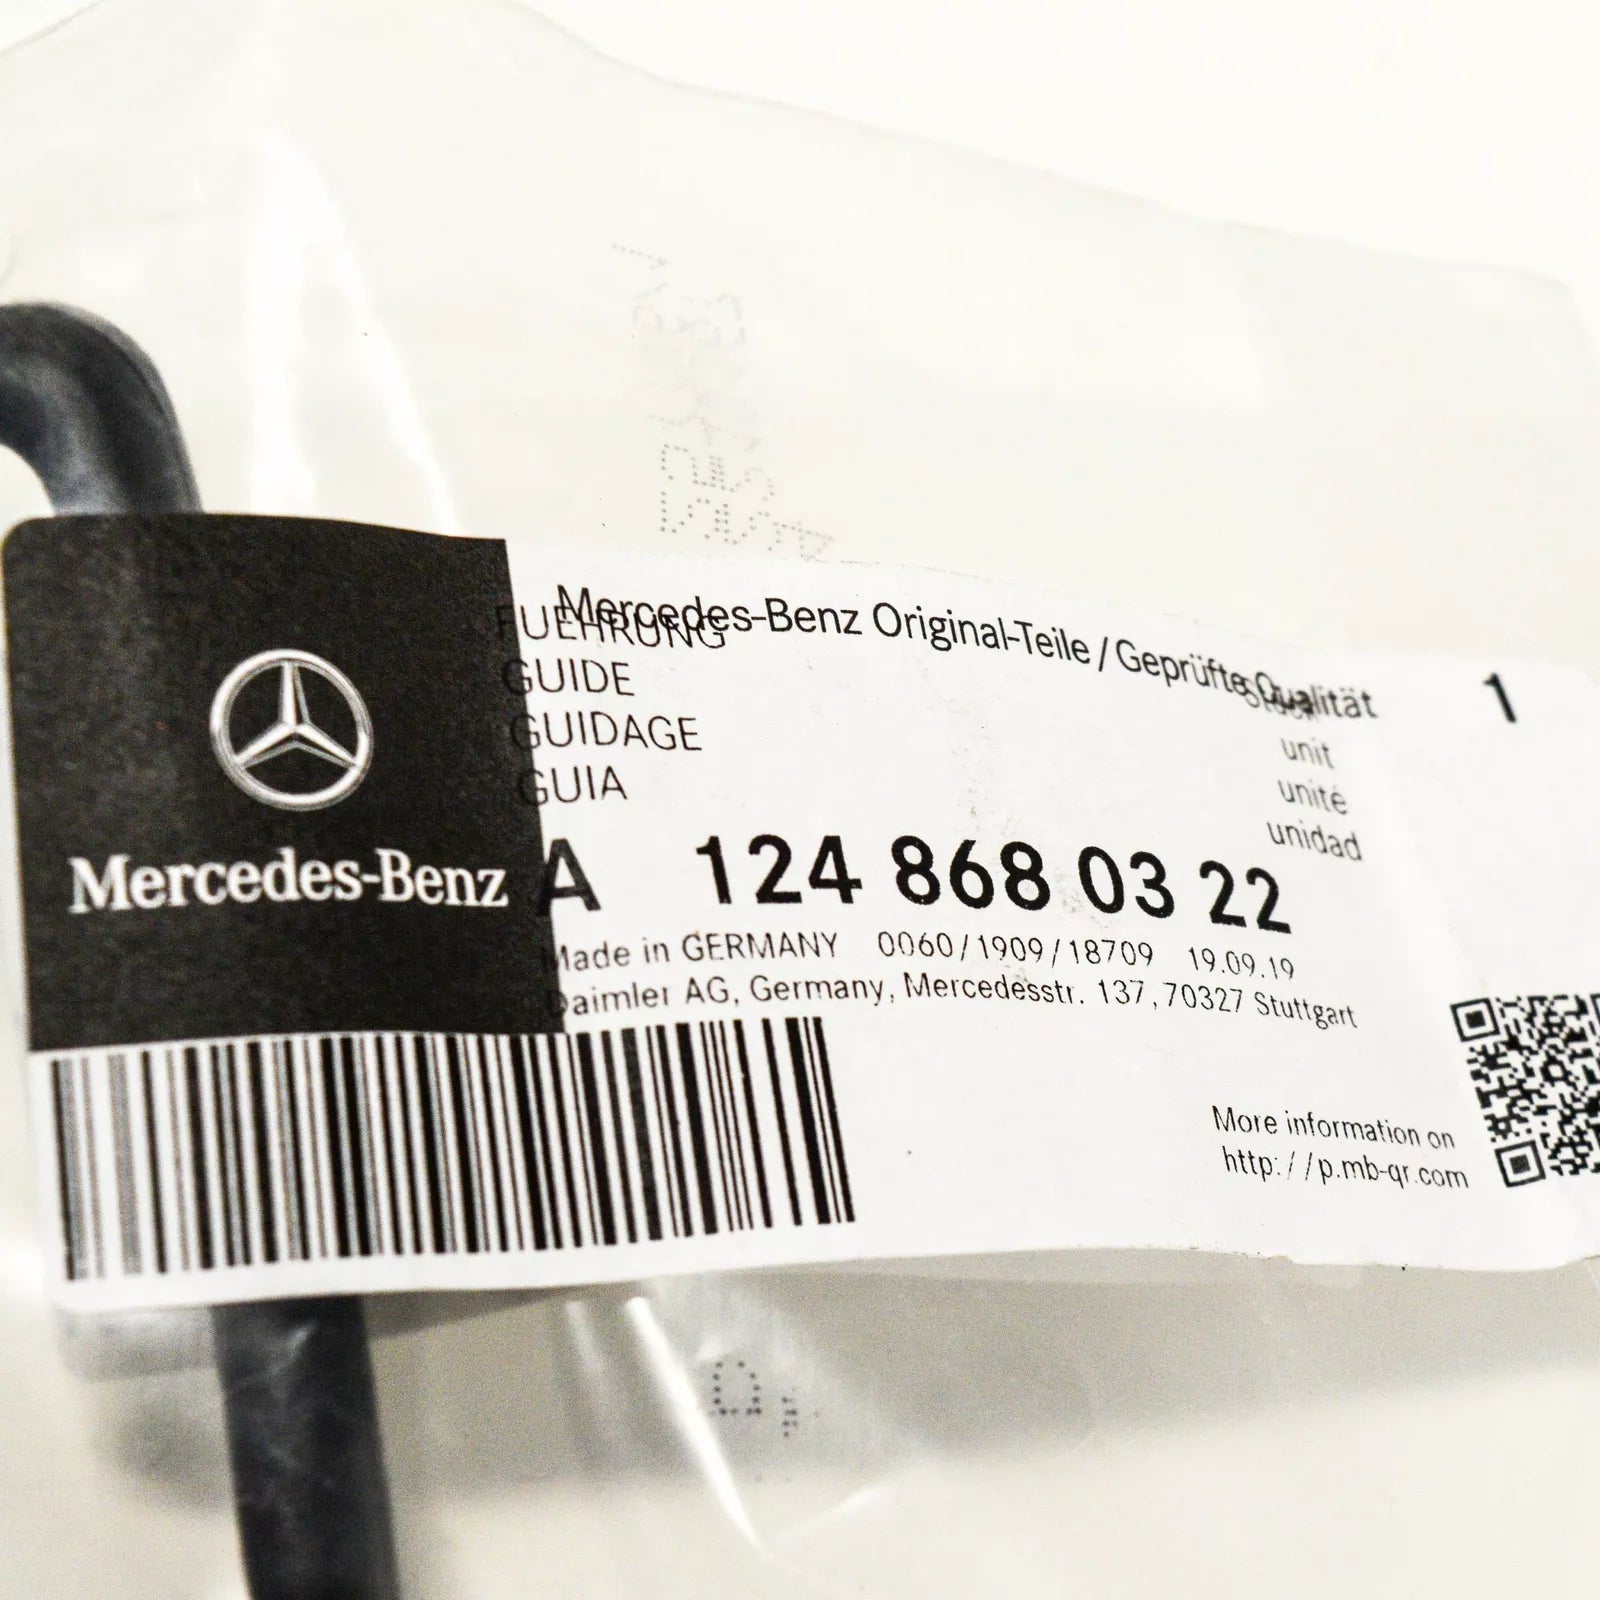 Mercedes-Benz Original-Teile / Geprüfte Qualität
FUEHRUNG
GUIDE
GUIDAGE
GUIA
Stück
1
unit
unité
unidad
Mercedes-Benz
A 124 868 03 22
Made in GERMANY 0060/1909/18709 19.09.19
Daimler AG, Germany, Mercedesstr. 137, 70327 Stuttgart
More information on
http://p.mb-qr.com